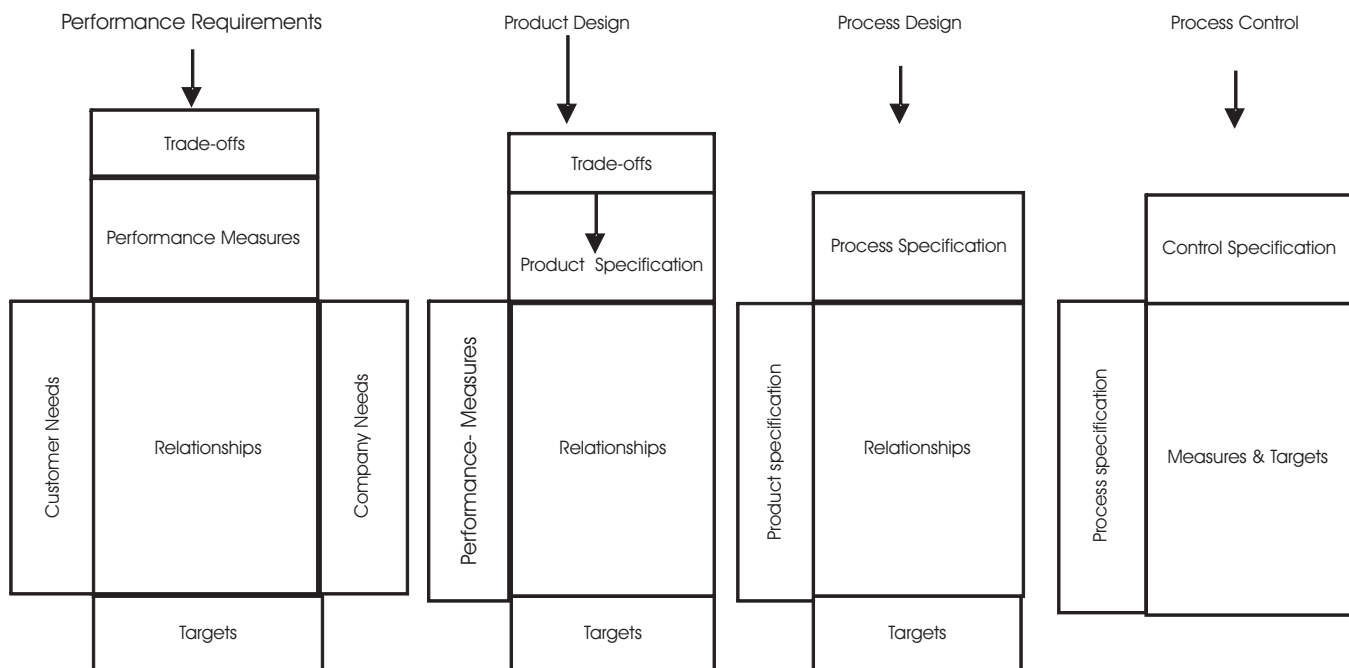 Performance Requirements
Trade-offs
Performance Measures
Customer Needs
Relationships
Company Needs
Targets
Product Design
Trade-offs
Product Specification
Performance- Measures
Relationships
Targets
Process Design
Process Specification
Product specification
Relationships
Targets
Process Control
Control Specification
Process specification
Measures & Targets